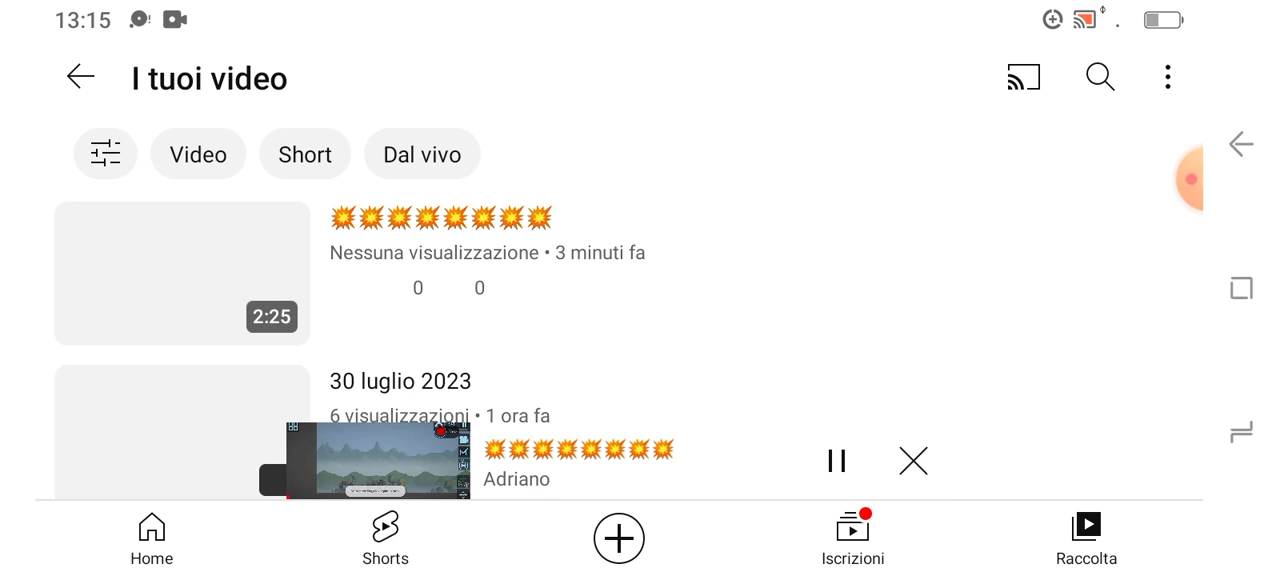 13:15
I tuoi video
Video
Short
Dal vivo
💥💥💥💥💥💥💥💥
Nessuna visualizzazione • 3 minuti fa
0 0
2:25
30 luglio 2023
6 visualizzazioni • 1 ora fa
💥💥💥💥💥💥💥
Adriano
Home
Shorts
Iscrizioni
Raccolta